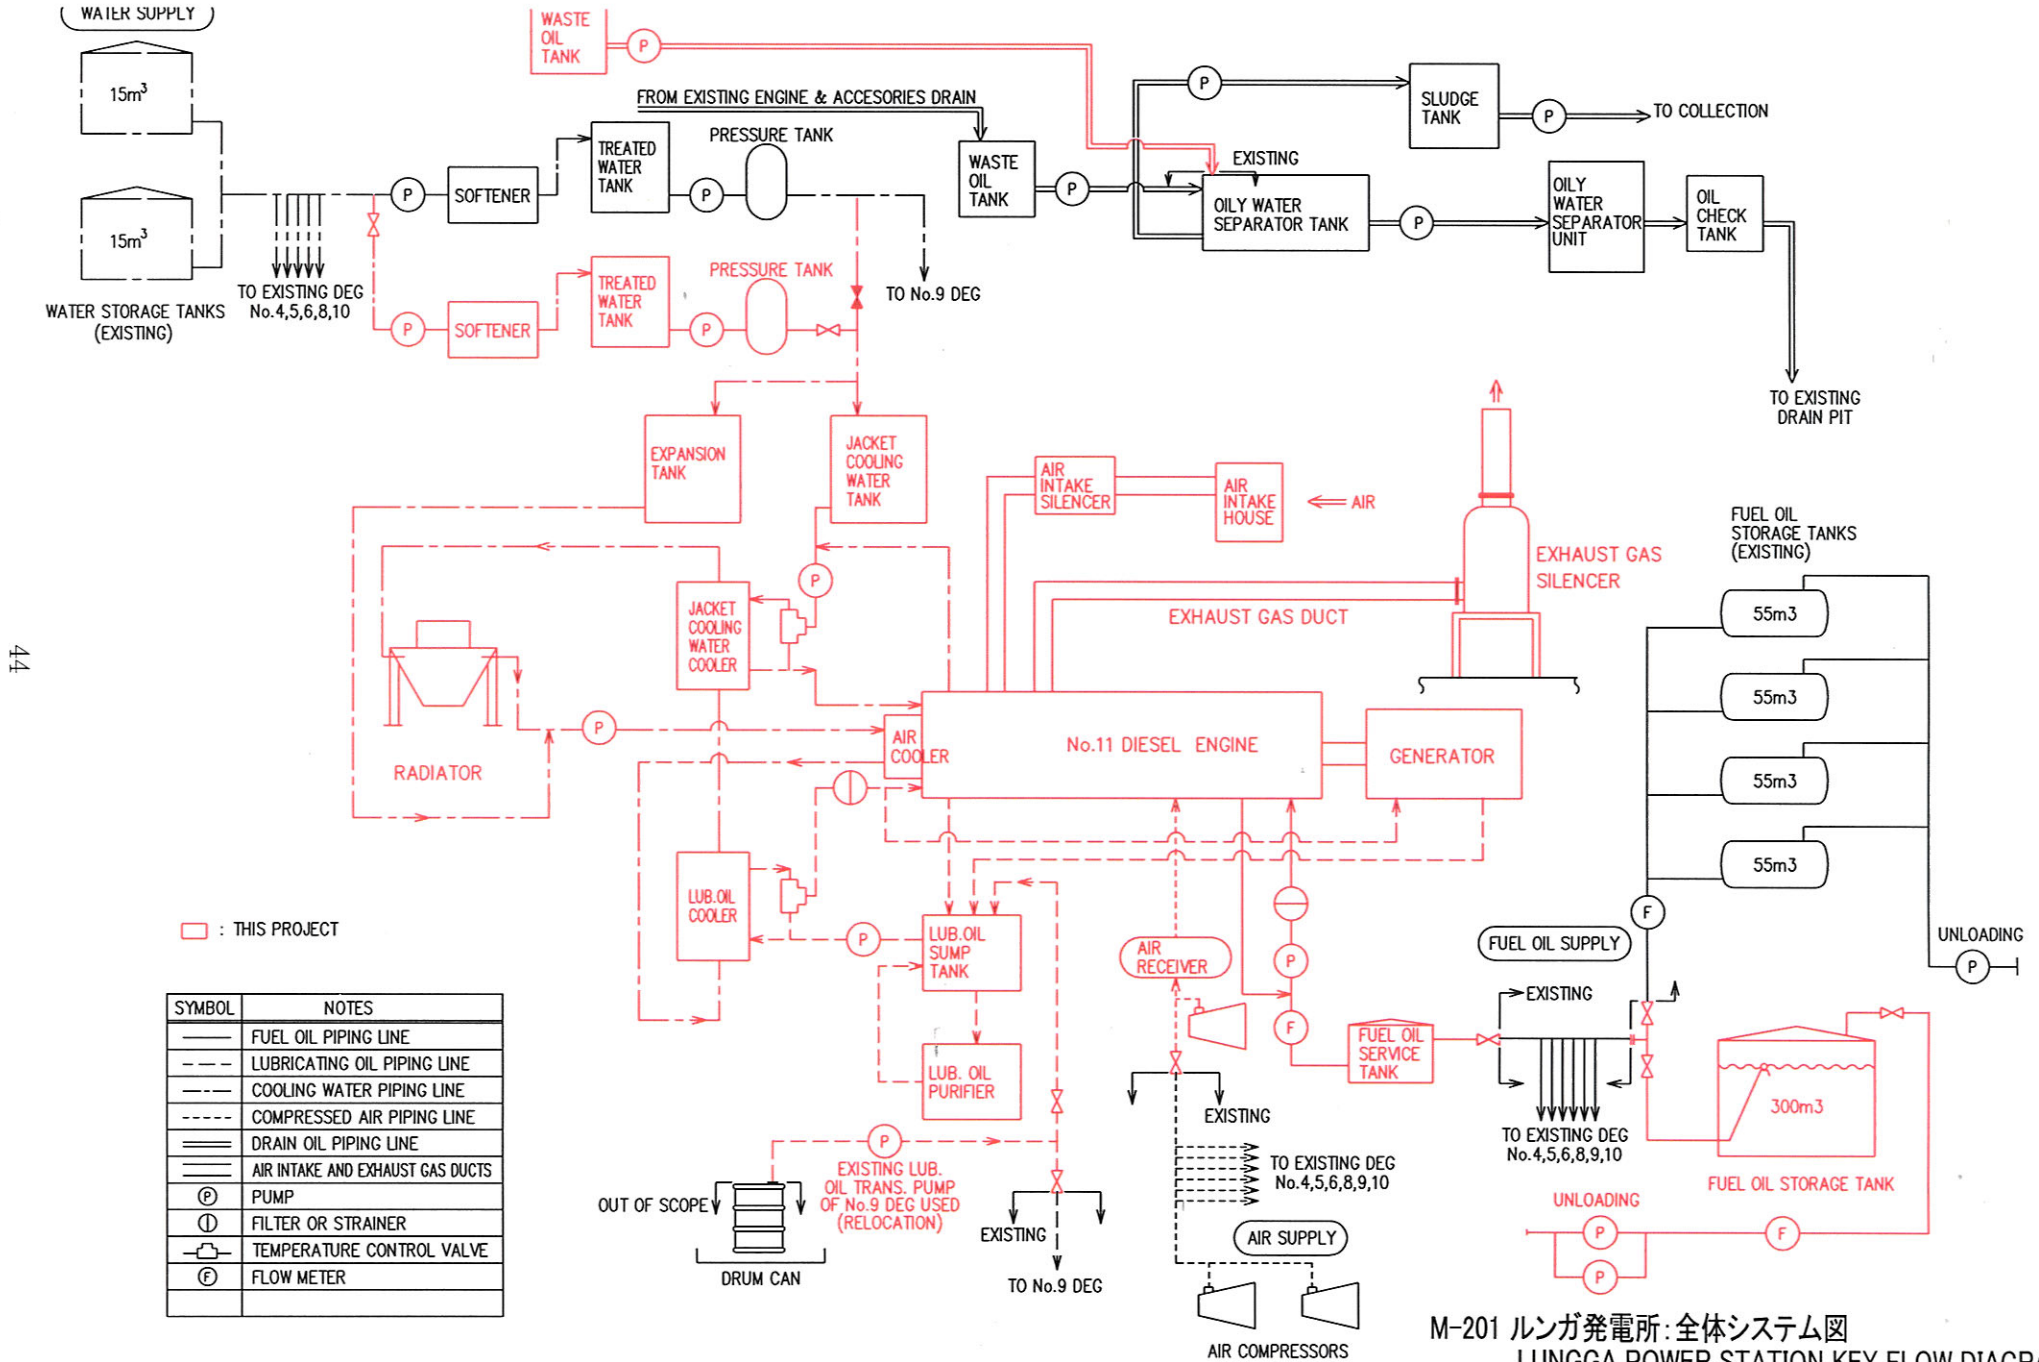 WATER SUPPLY
15m3
15m3
WATER STORAGE TANKS
(EXISTING)
TO EXISTING DEG
No.4,5,6,8,10
P
SOFTENER
TREATED
WATER
TANK
P
PRESSURE TANK
TO No.9 DEG
P
SOFTENER
TREATED
WATER
TANK
P
PRESSURE TANK
WASTE
OIL
TANK
P
FROM EXISTING ENGINE & ACCESORIES DRAIN
WASTE
OIL
TANK
P
EXISTING
OILY WATER
SEPARATOR TANK
P
SLUDGE
TANK
P
TO COLLECTION
P
OILY
WATER
SEPARATOR
UNIT
OIL
CHECK
TANK
TO EXISTING
DRAIN PIT
EXPANSION
TANK
JACKET
COOLING
WATER
TANK
P
JACKET
COOLING
WATER
COOLER
RADIATOR
P
AIR
COOLER
AIR
INTAKE
SILENCER
AIR
INTAKE
HOUSE
AIR
EXHAUST GAS DUCT
EXHAUST GAS
SILENCER
No.11 DIESEL ENGINE
GENERATOR
LUB.OIL
COOLER
P
LUB.OIL
SUMP
TANK
LUB. OIL
PURIFIER
P
EXISTING LUB.
OIL TRANS. PUMP
OF No.9 DEG USED
(RELOCATION)
OUT OF SCOPE
DRUM CAN
EXISTING
TO No.9 DEG
AIR
RECEIVER
EXISTING
TO EXISTING DEG
No.4,5,6,8,9,10
AIR SUPPLY
AIR COMPRESSORS
P
F
FUEL OIL
SERVICE
TANK
FUEL OIL SUPPLY
EXISTING
TO EXISTING DEG
No.4,5,6,8,9,10
FUEL OIL
STORAGE TANKS
(EXISTING)
55m3
55m3
55m3
55m3
F
UNLOADING
P
300m3
FUEL OIL STORAGE TANK
UNLOADING
P
P
F
44
: THIS PROJECT
SYMBOL NOTES
FUEL OIL PIPING LINE
LUBRICATING OIL PIPING LINE
COOLING WATER PIPING LINE
COMPRESSED AIR PIPING LINE
DRAIN OIL PIPING LINE
AIR INTAKE AND EXHAUST GAS DUCTS
P PUMP
FILTER OR STRAINER
TEMPERATURE CONTROL VALVE
F FLOW METER
M-201 ルンガ発電所:全体システム図
LUNGGA POWER STATION KEY FLOW